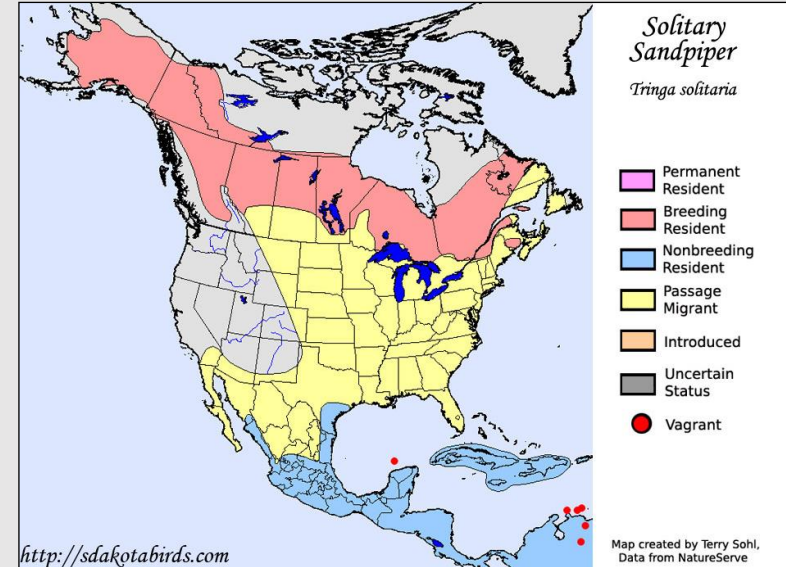 Solitary
Sandpiper
Tringa solitaria
Permanent
Resident
Breeding
Resident
Nonbreeding
Resident
Passage
Migrant
Introduced
Uncertain
Status
Vagrant
http://sdakotabirds.com
Map created by Terry Sohl,
Data from NatureServe